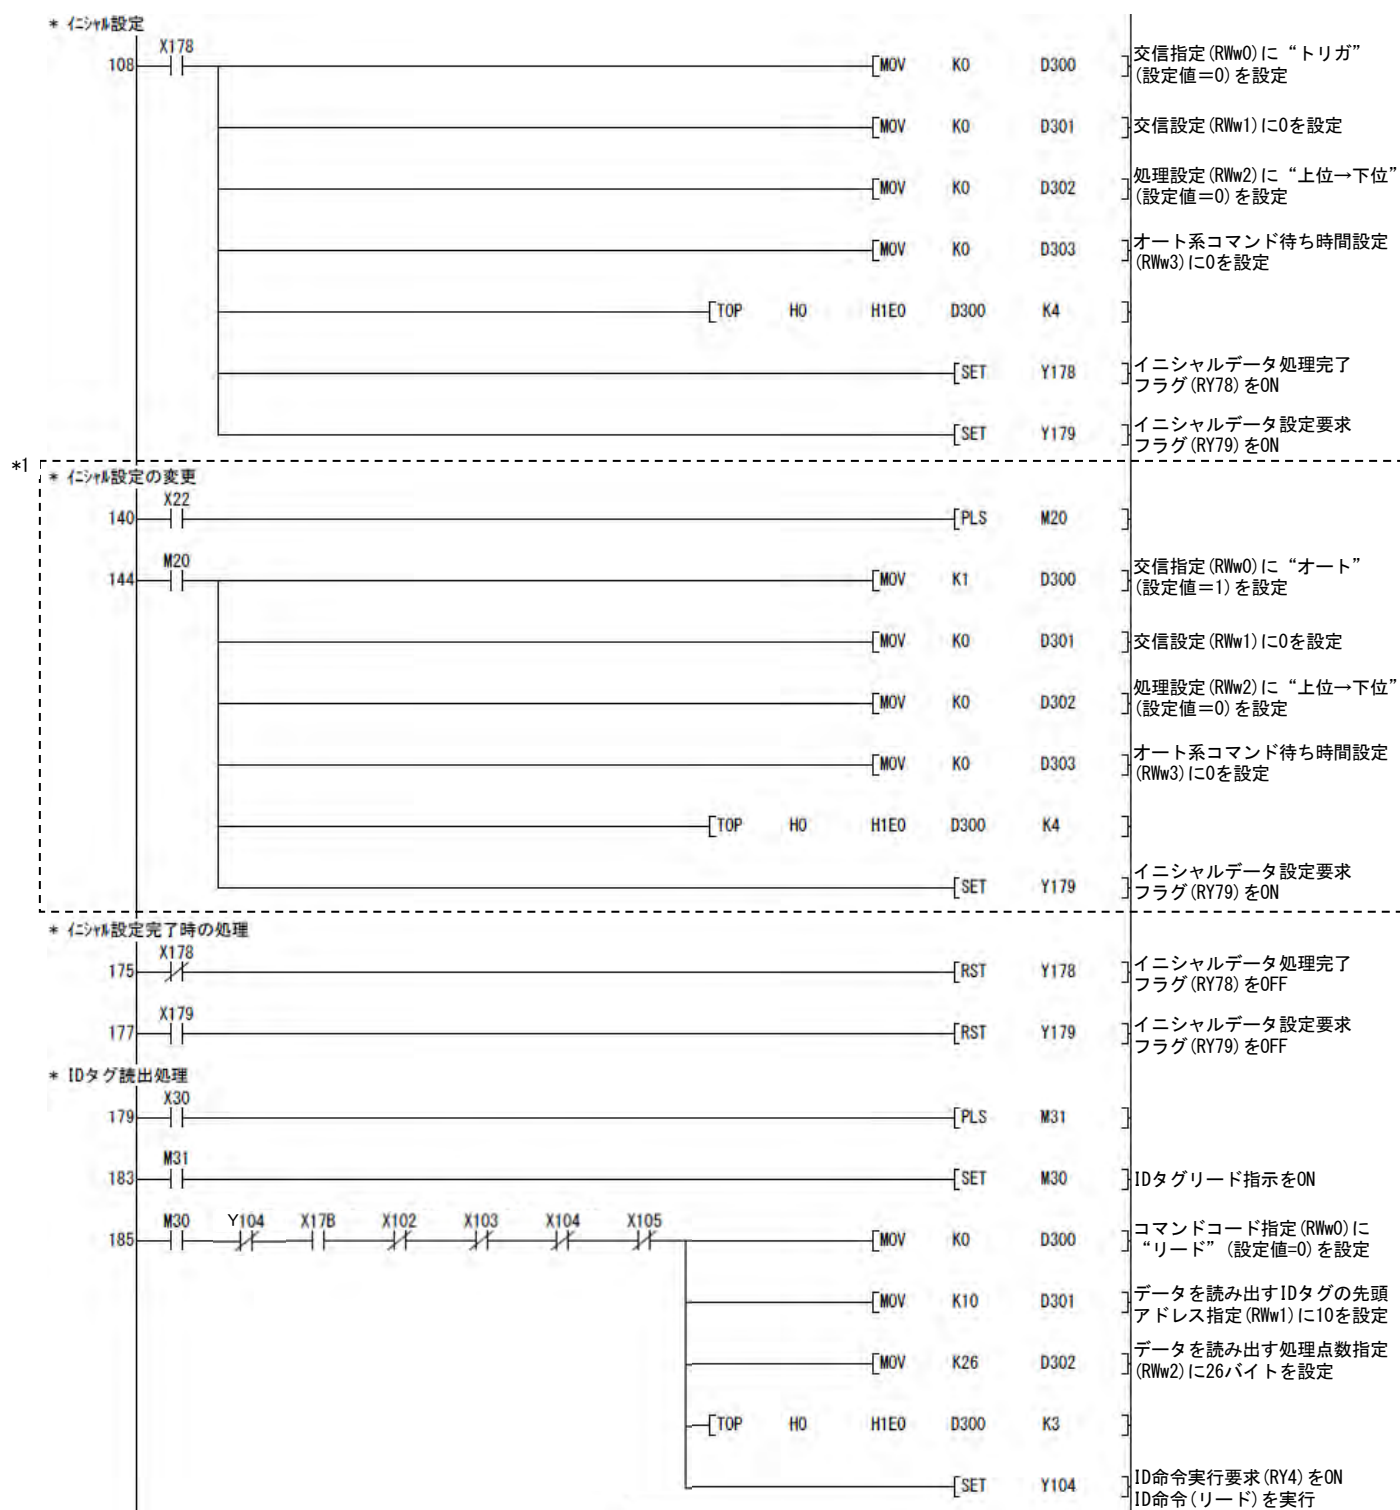 * ｲﾆｼｬﾙ設定
X178
108 [MOV K0 D300 ] 交信指定(RWw0)に“トリガ”
(設定値＝0)を設定
[MOV K0 D301 ] 交信設定(RWw1)に0を設定
[MOV K0 D302 ] 処理設定(RWw2)に“上位→下位”
(設定値＝0)を設定
[MOV K0 D303 ] オート系コマンド待ち時間設定
(RWw3)に0を設定
[TOP H0 H1E0 D300 K4 ]
[SET Y178 ] イニシャルデータ処理完了
フラグ(RY78)をON
[SET Y179 ] イニシャルデータ設定要求
フラグ(RY79)をON
*1
* ｲﾆｼｬﾙ設定の変更
X22
140 [PLS M20 ]
M20
144 [MOV K1 D300 ] 交信指定(RWw0)に“オート”
(設定値＝1)を設定
[MOV K0 D301 ] 交信設定(RWw1)に0を設定
[MOV K0 D302 ] 処理設定(RWw2)に“上位→下位”
(設定値＝0)を設定
[MOV K0 D303 ] オート系コマンド待ち時間設定
(RWw3)に0を設定
[TOP H0 H1E0 D300 K4 ]
[SET Y179 ] イニシャルデータ設定要求
フラグ(RY79)をON
* ｲﾆｼｬﾙ設定完了時の処理
X178
175 [RST Y178 ] イニシャルデータ処理完了
フラグ(RY78)をOFF
X179
177 [RST Y179 ] イニシャルデータ設定要求
フラグ(RY79)をOFF
* IDタグ読出処理
X30
179 [PLS M31 ]
M31
183 [SET M30 ] IDタグリード指示をON
M30 Y104 X17B X102 X103 X104 X105
185 [MOV K0 D300 ] コマンドコード指定(RWw0)に
“リード”(設定値=0)を設定
[MOV K10 D301 ] データを読み出すIDタグの先頭
アドレス指定(RWw1)に10を設定
[MOV K26 D302 ] データを読み出す処理点数指定
(RWw2)に26バイトを設定
[TOP H0 H1E0 D300 K3 ]
[SET Y104 ] ID命令実行要求(RY4)をON
ID命令(リード)を実行